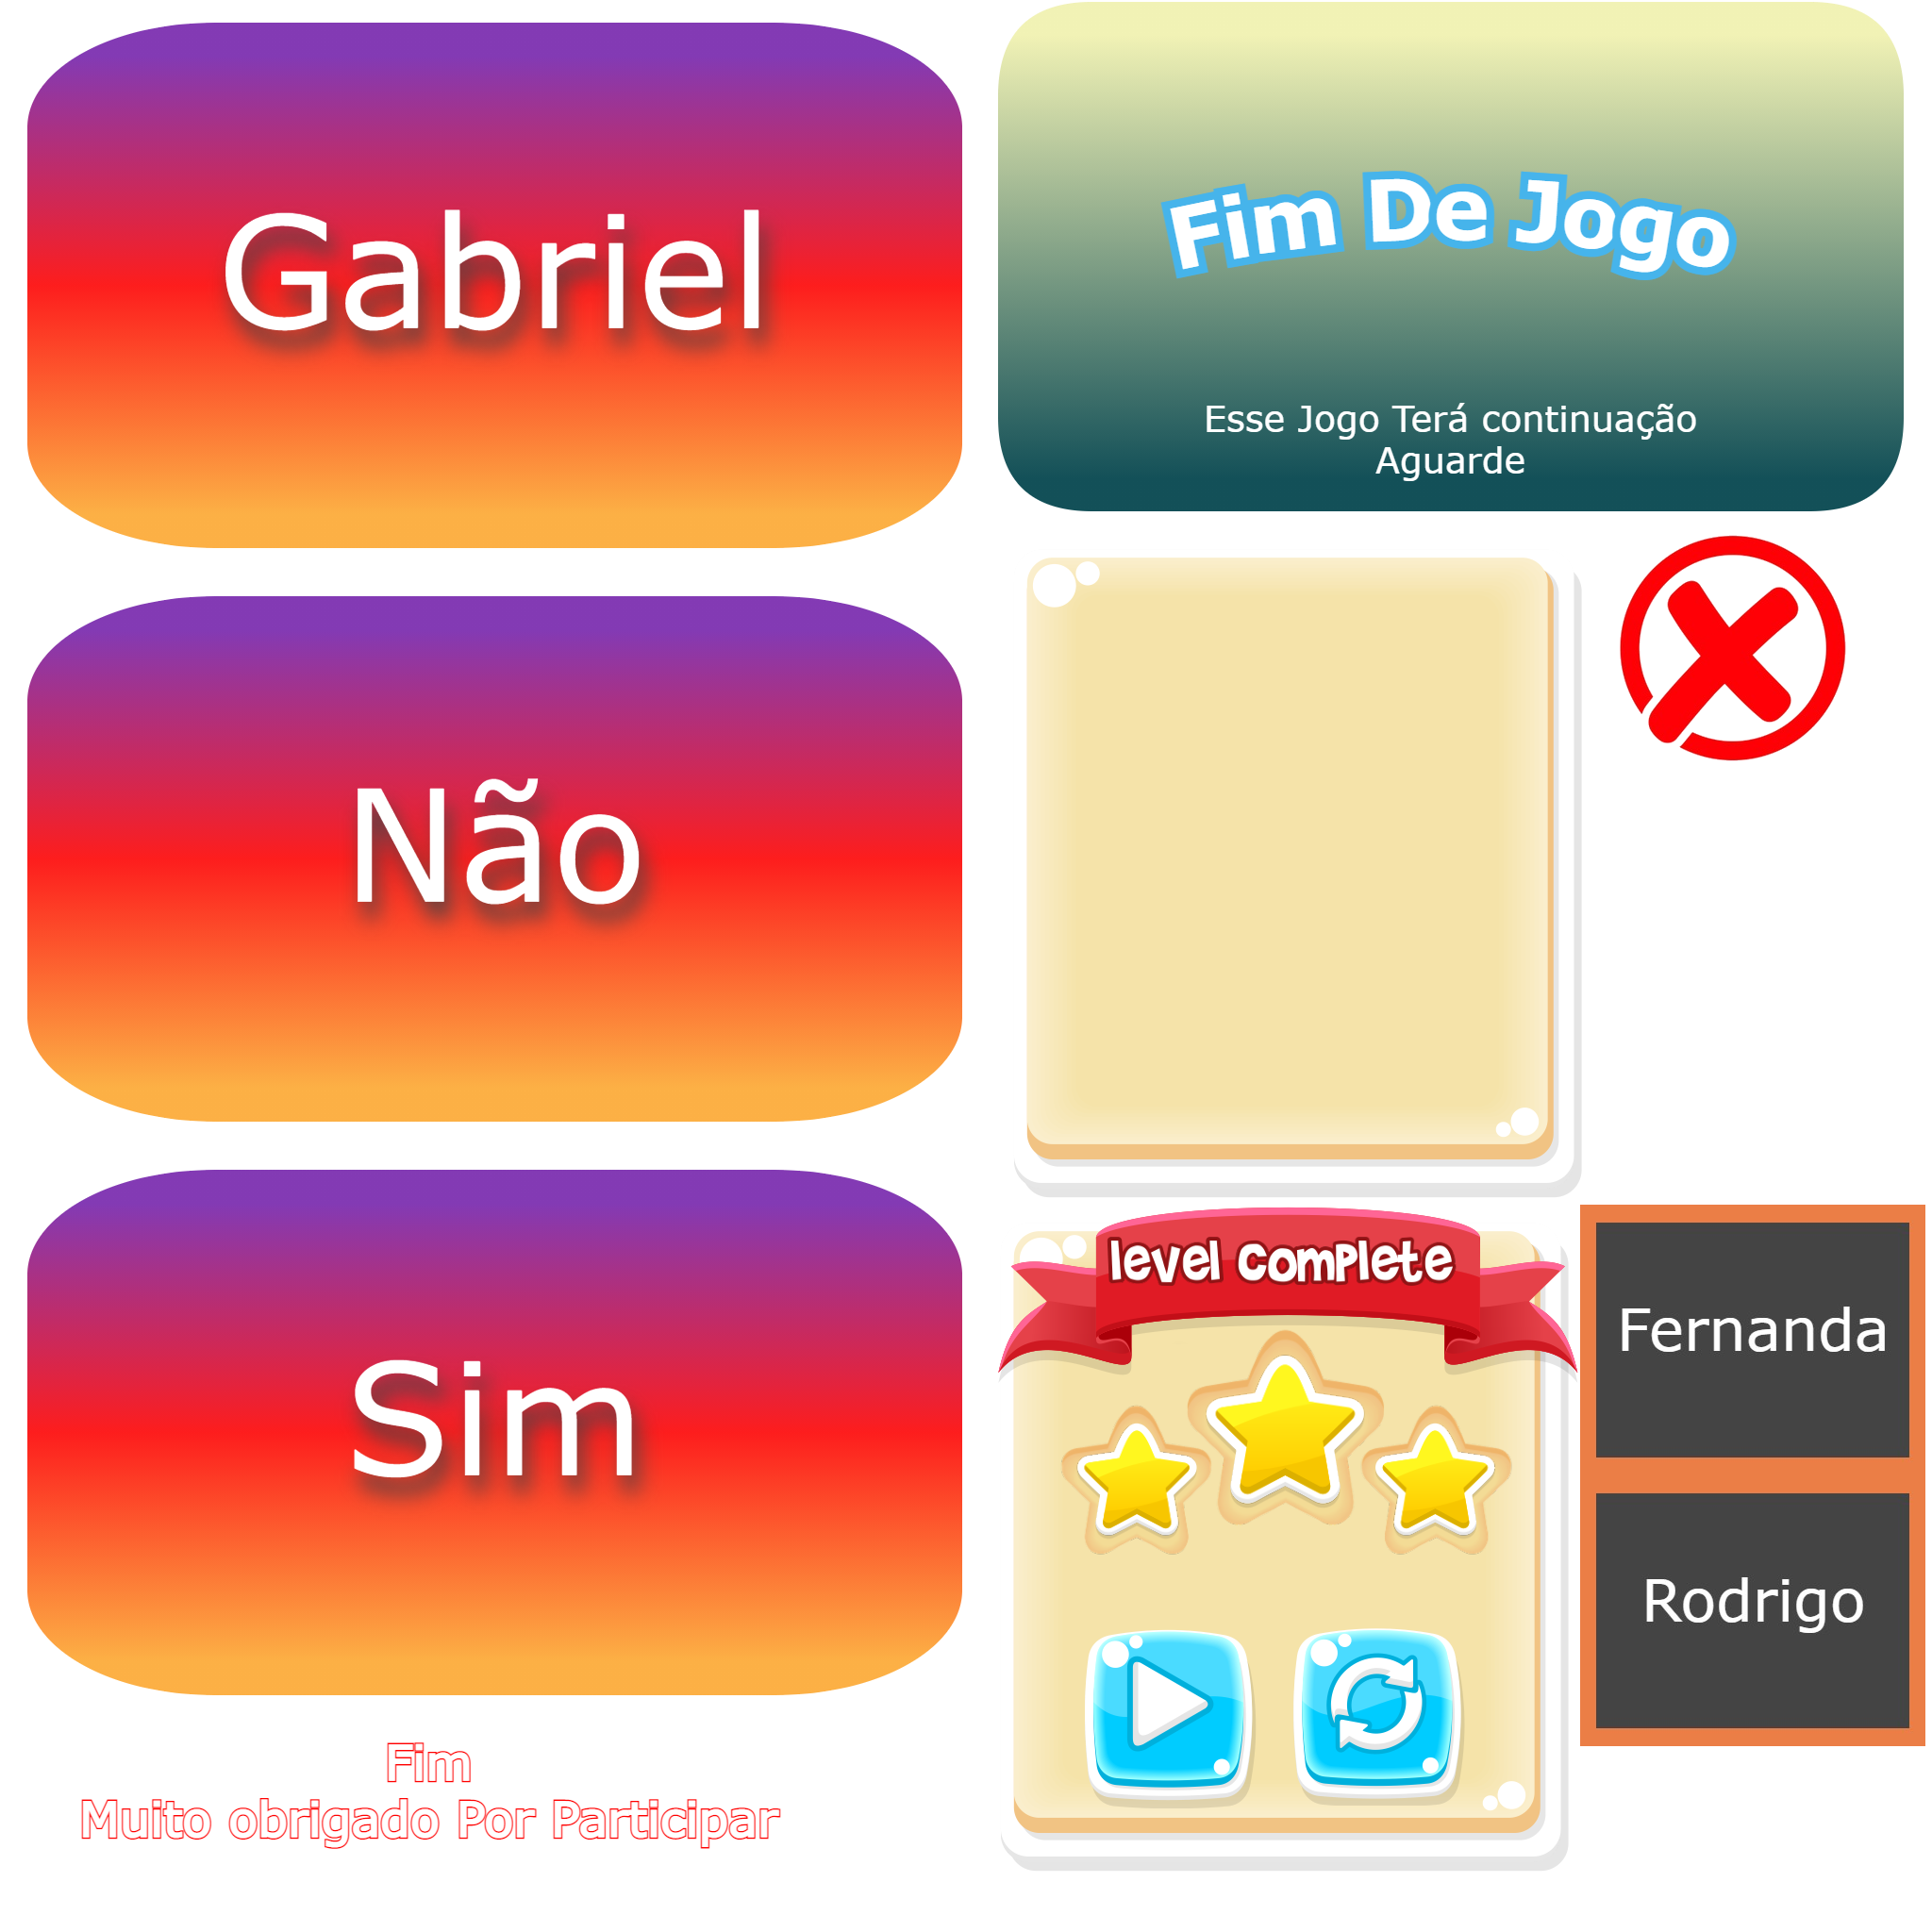 Gabriel
Fim De Jogo
Esse Jogo Terá continuação
Aguarde
Não
Sim
level complete
Fernanda
Rodrigo
Fim
Muito obrigado Por Participar